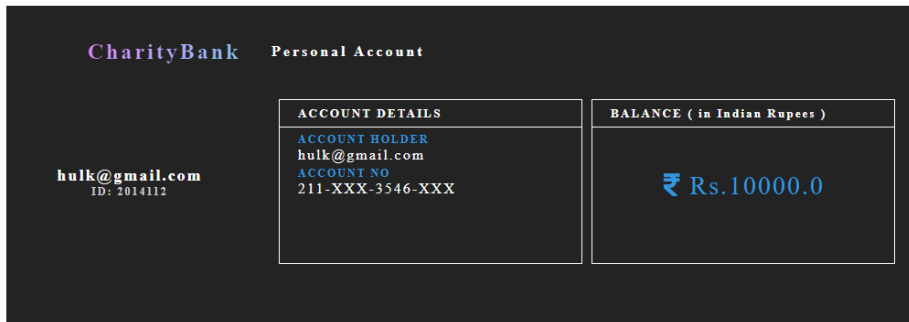 CharityBank Personal Account
hulk@gmail.com
ID: 2014112
ACCOUNT DETAILS
ACCOUNT HOLDER
hulk@gmail.com
ACCOUNT NO
211-XXX-3546-XXX
BALANCE ( in Indian Rupees )
₹ Rs.10000.0